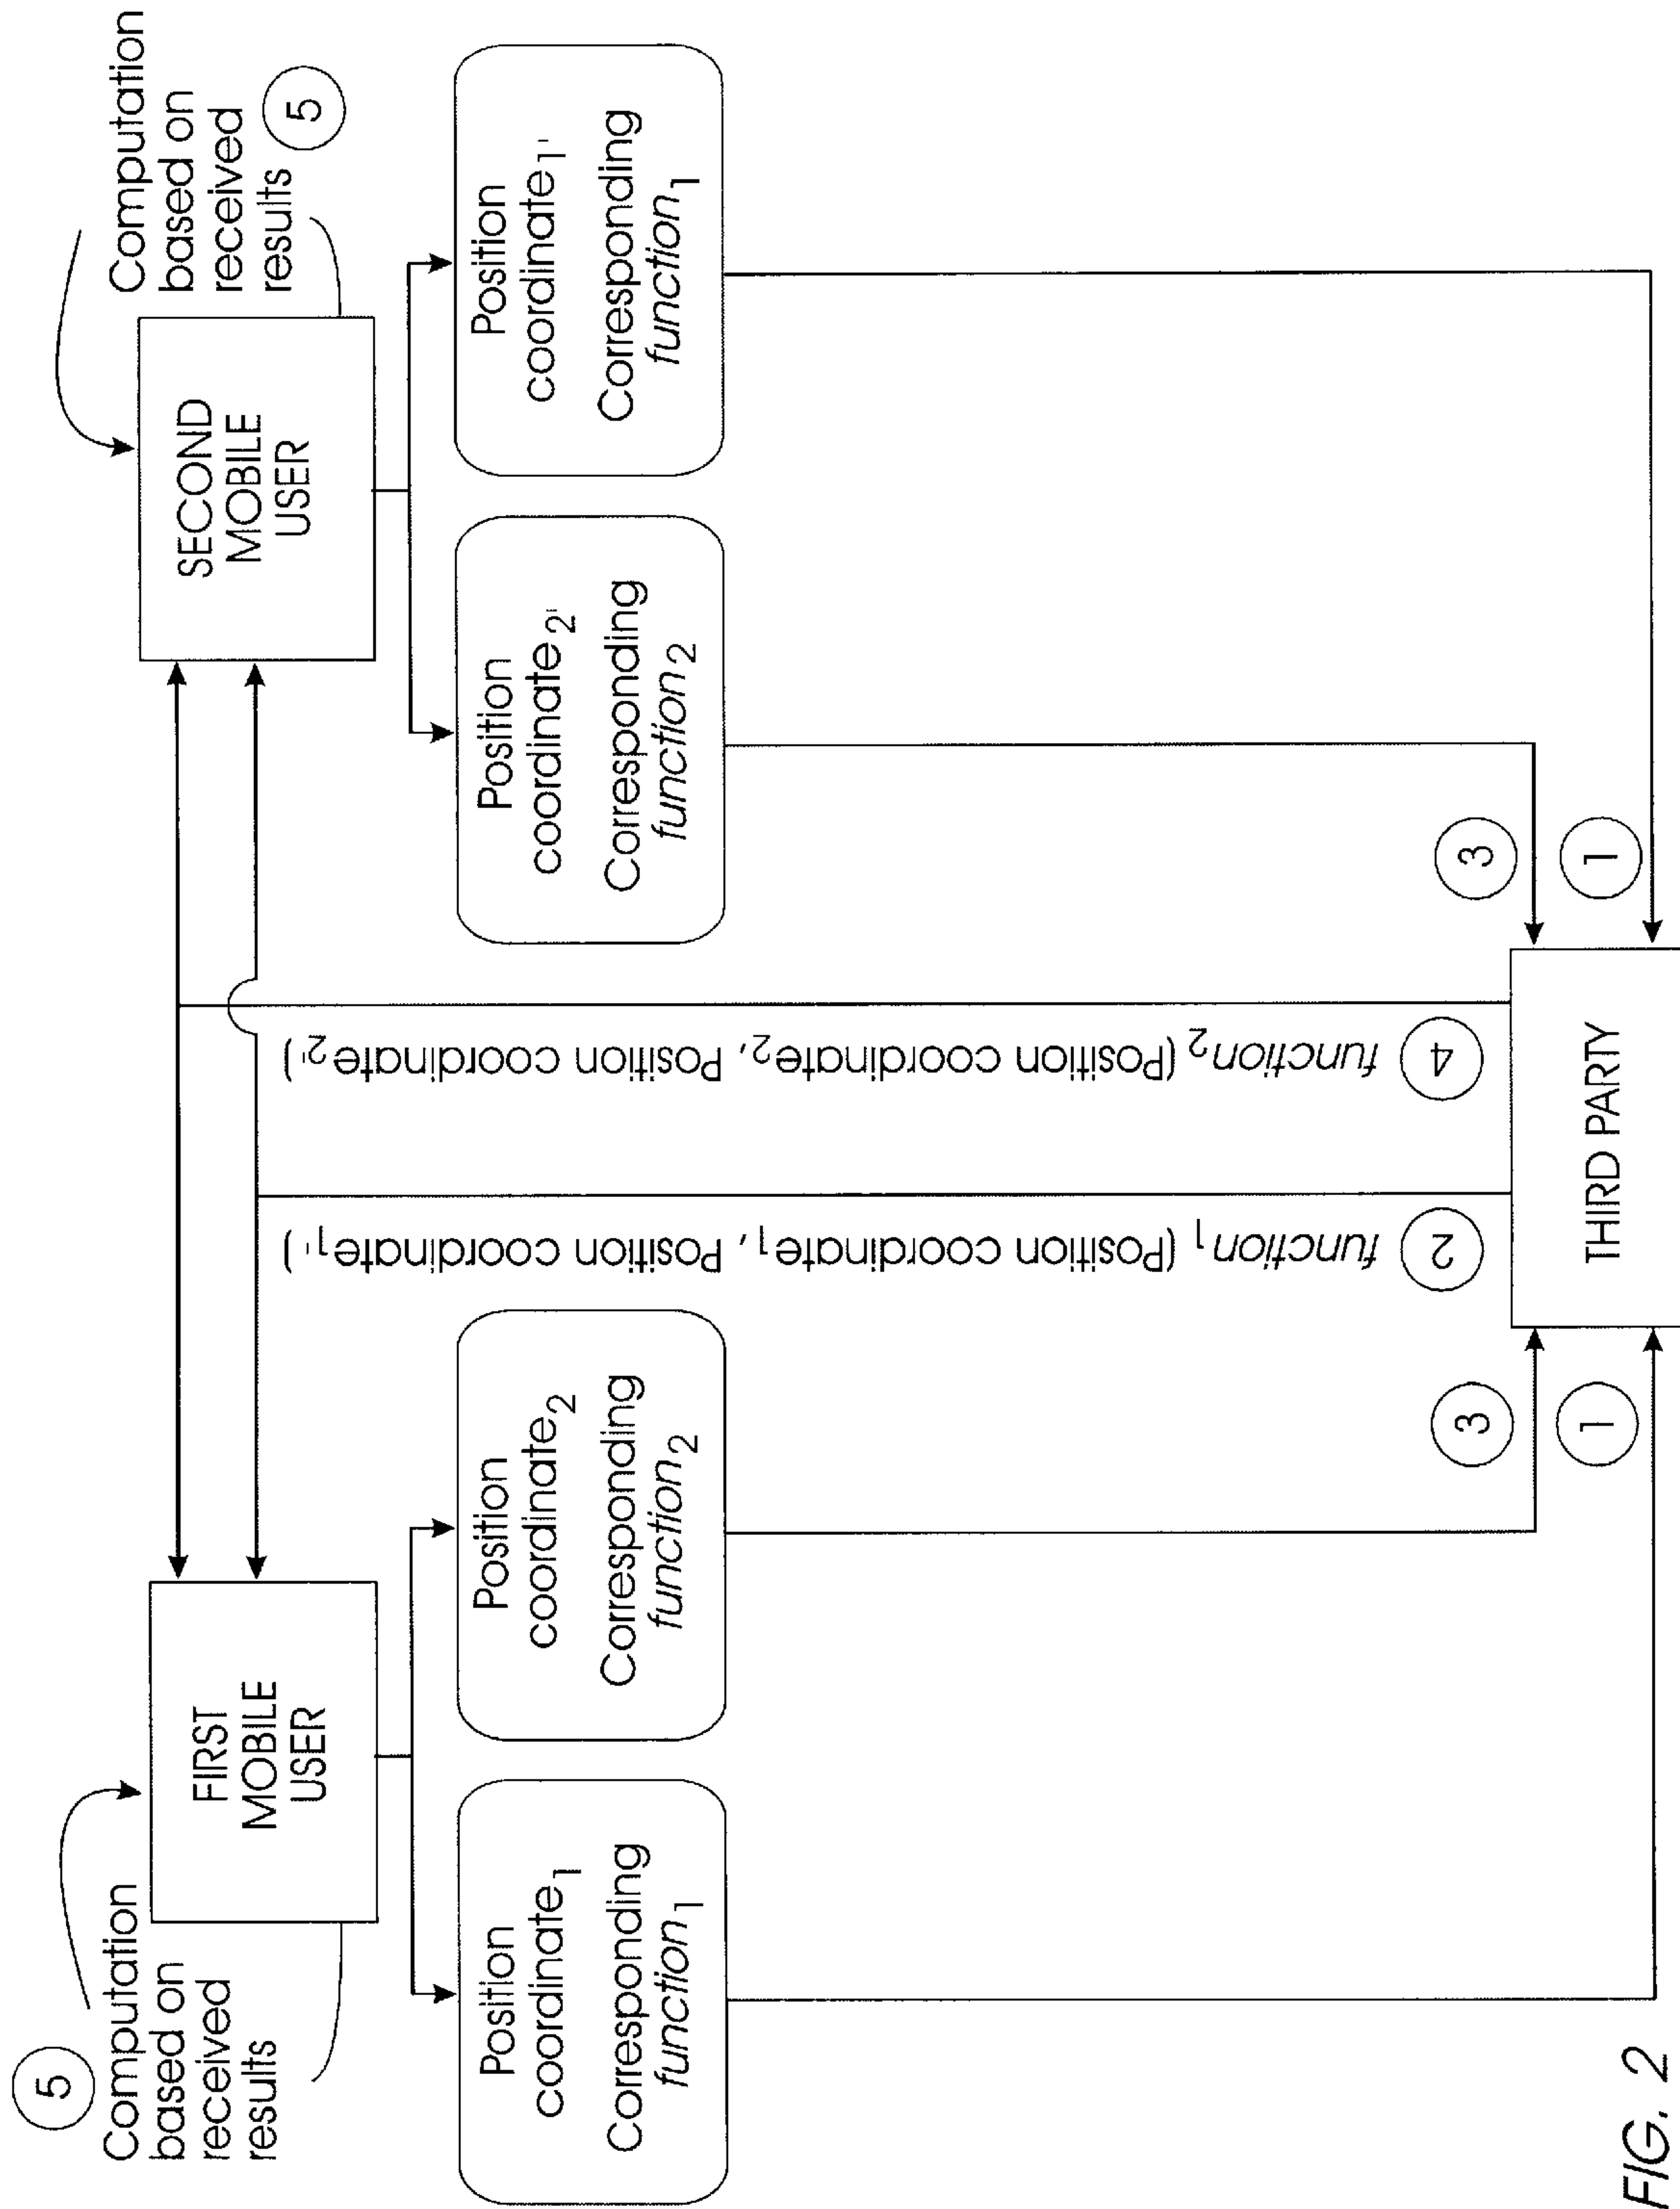 5
Computation
based on
received
results
FIRST
MOBILE
USER
Computation
based on
received
results
5
SECOND
MOBILE
USER
Position
coordinate₁
Corresponding
function₁
Position
coordinate₂
Corresponding
function₂
Position
coordinate₂'
Corresponding
function₂
Position
coordinate₁'
Corresponding
function₁
2 function₁ (Position coordinate₁, Position coordinate₁')
4 function₂ (Position coordinate₂, Position coordinate₂')
3
1
3
1
THIRD PARTY
FIG. 2